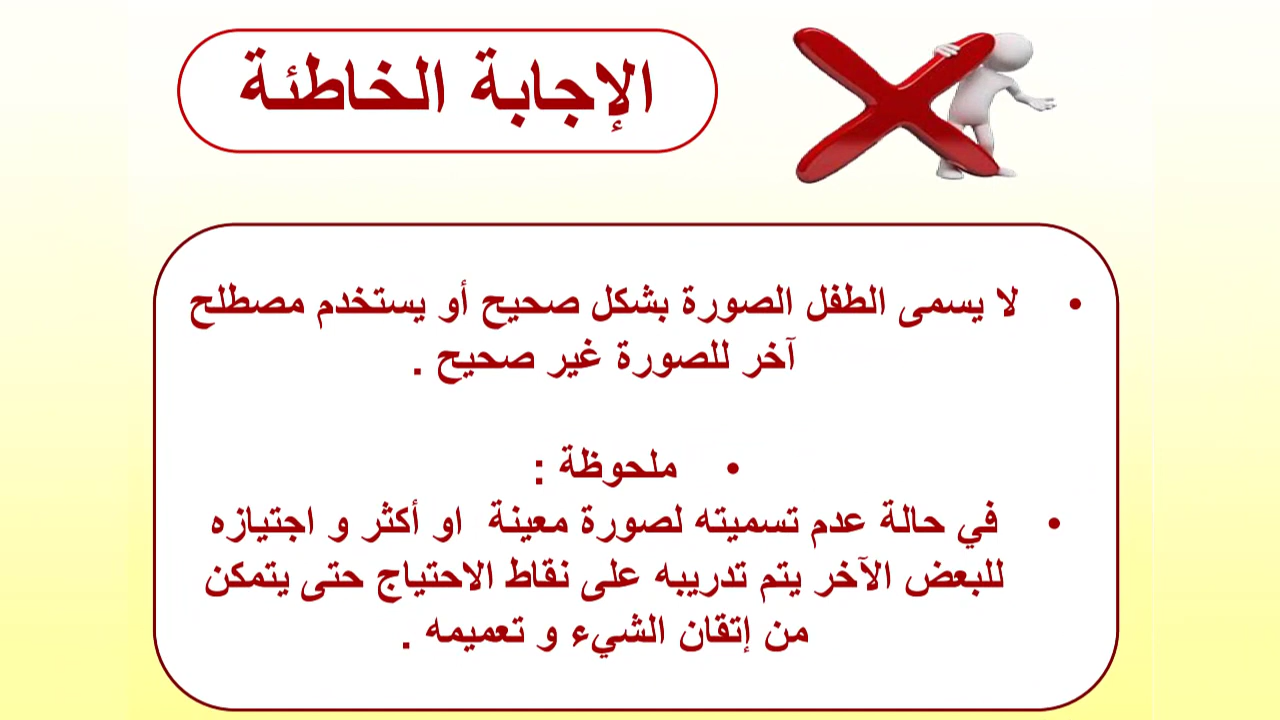 الإجابة الخاطئة
• لا يسمى الطفل الصورة بشكل صحيح أو يستخدم مصطلح
آخر للصورة غير صحيح .
• ملحوظة :
• في حالة عدم تسميته لصورة معينة او أكثر و اجتيازه
للبعض الآخر يتم تدريبه على نقاط الاحتياج حتى يتمكن
من إتقان الشيء و تعميمه .